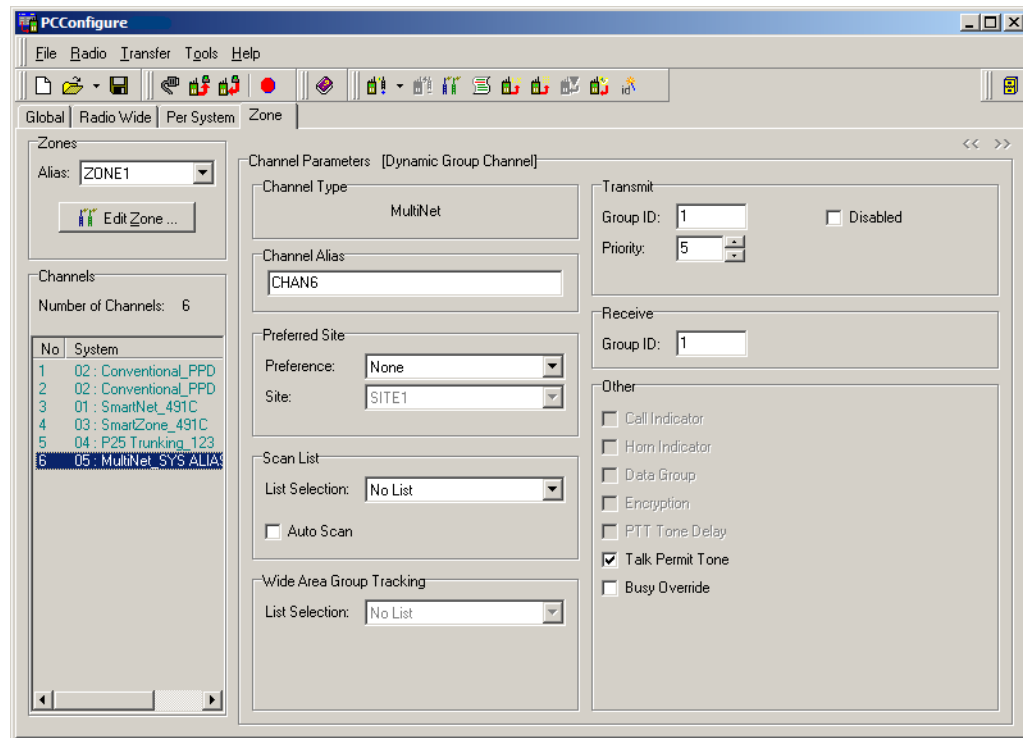 PCConfigure
File Radio Transfer Tools Help
Global Radio Wide Per System Zone
<< >>
Zones
Alias: ZONE1
Edit Zone ...
Channels
Number of Channels: 6
No System
1 02 : Conventional_PPD
2 02 : Conventional_PPD
3 01 : SmartNet_491C
4 03 : SmartZone_491C
5 04 : P25 Trunking_123
6 05 : MultiNet_SYS ALIAS
Channel Parameters [Dynamic Group Channel]
Channel Type
MultiNet
Channel Alias
CHAN6
Preferred Site
Preference: None
Site: SITE1
Scan List
List Selection: No List
Auto Scan
Wide Area Group Tracking
List Selection: No List
Transmit
Group ID: 1
Disabled
Priority: 5
Receive
Group ID: 1
Other
Call Indicator
Horn Indicator
Data Group
Encryption
PTT Tone Delay
Talk Permit Tone
Busy Override